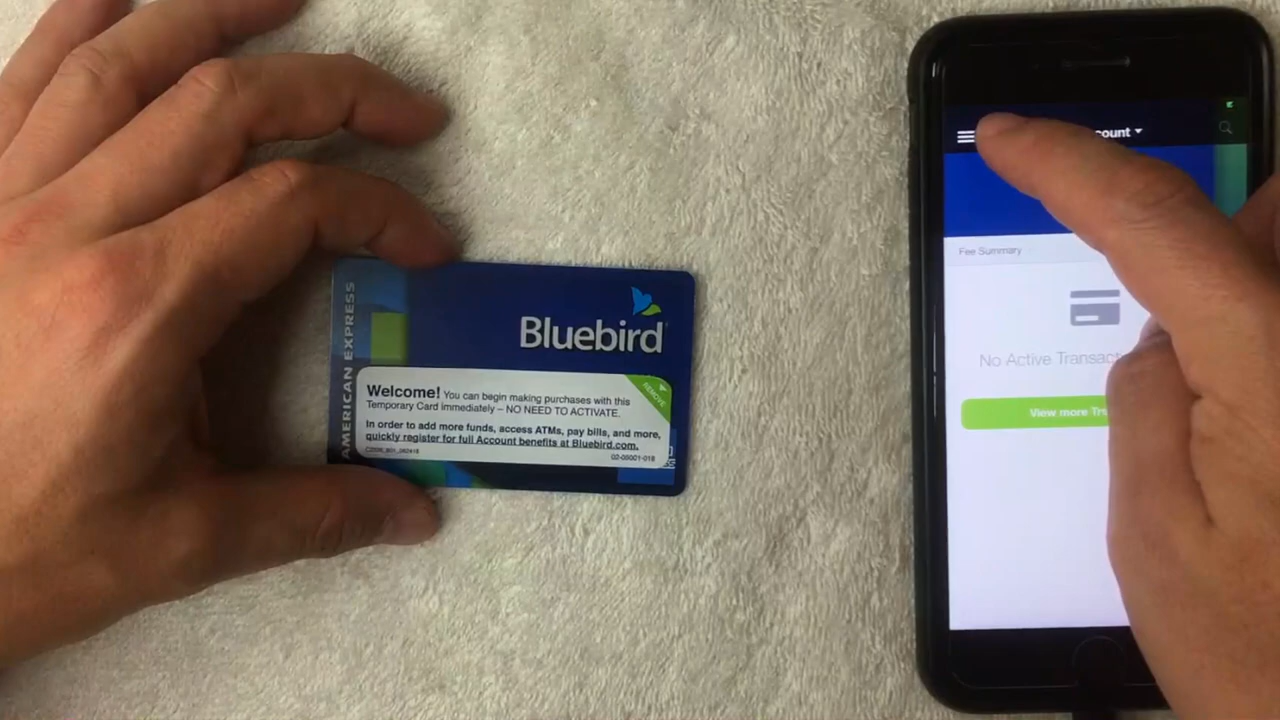 AMERICAN EXPRESS
Bluebird
Welcome! You can begin making purchases with this
Temporary Card immediately – NO NEED TO ACTIVATE.
REMOVE
In order to add more funds, access ATMs, pay bills, and more,
quickly register for full Account benefits at Bluebird.com.
02-00001-018
count
Fee Summary
No Active Transact
View more Tra